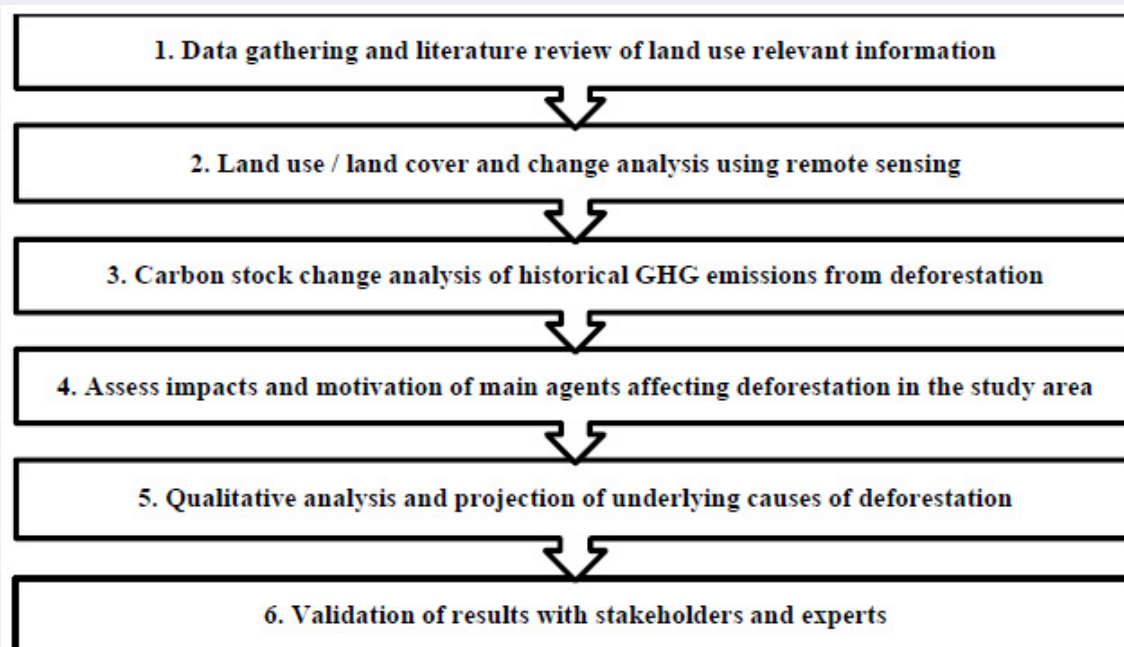 1. Data gathering and literature review of land use relevant information
2. Land use / land cover and change analysis using remote sensing
3. Carbon stock change analysis of historical GHG emissions from deforestation
4. Assess impacts and motivation of main agents affecting deforestation in the study area
5. Qualitative analysis and projection of underlying causes of deforestation
6. Validation of results with stakeholders and experts